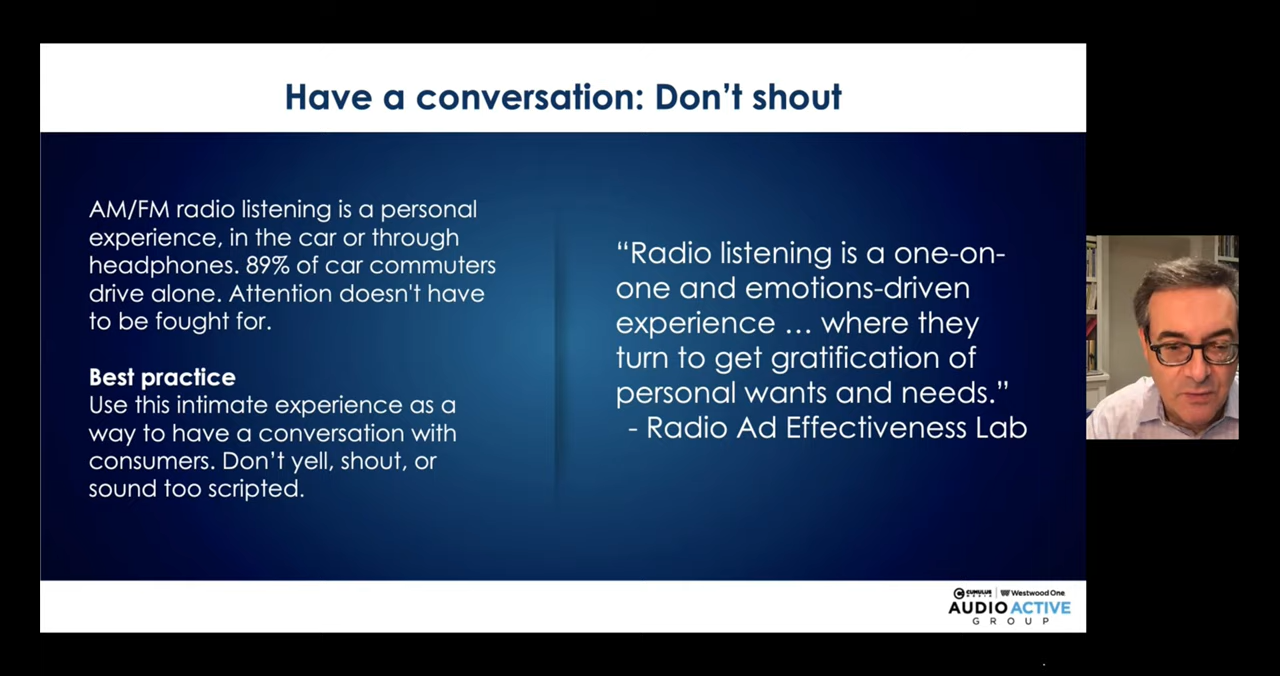 Have a conversation: Don't shout
AM/FM radio listening is a personal
experience, in the car or through
headphones. 89% of car commuters
drive alone. Attention doesn't have
to be fought for.
Best practice
Use this intimate experience as a
way to have a conversation with
consumers. Don't yell, shout, or
sound too scripted.
“Radio listening is a one-on-
one and emotions-driven
experience … where they
turn to get gratification of
personal wants and needs.”
- Radio Ad Effectiveness Lab
CUMULUS MEDIA | Westwood One
AUDIO ACTIVE
GROUP